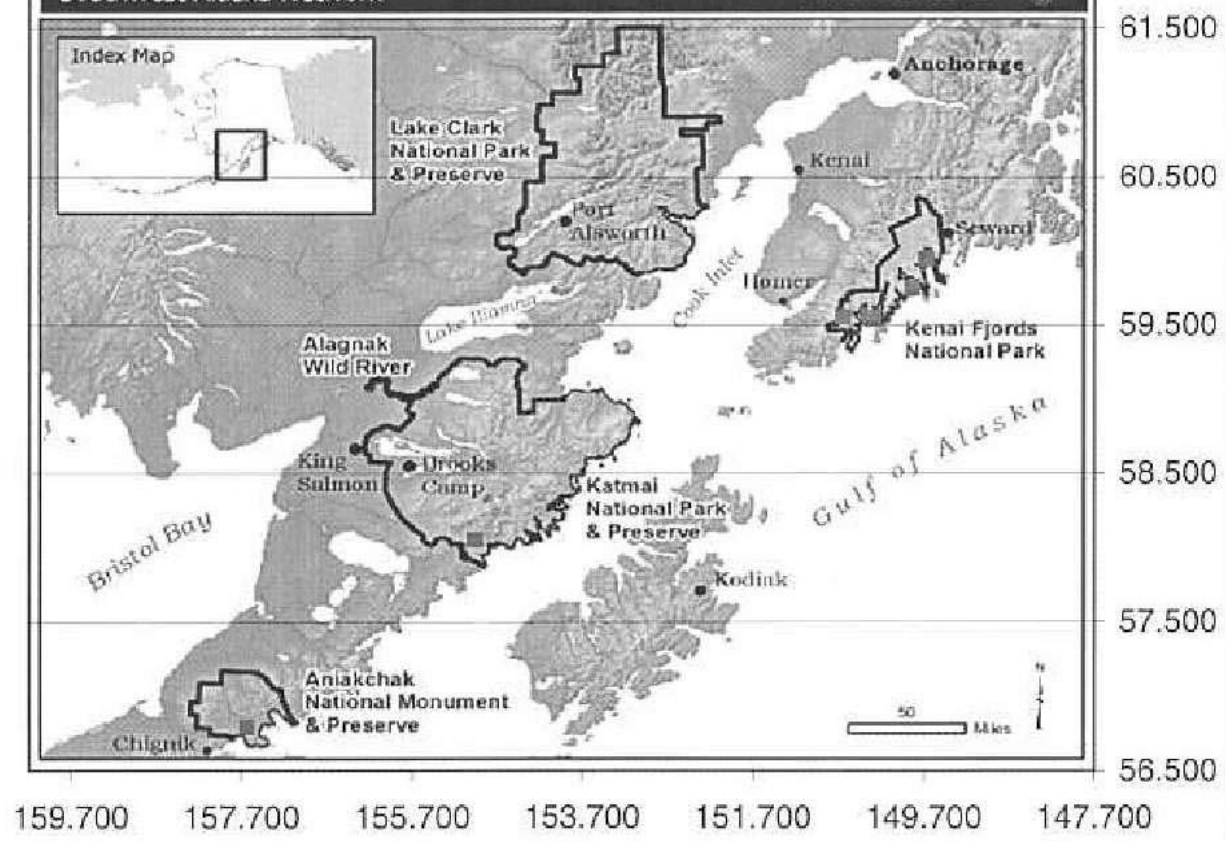 Index Map
Anchorage
Lake Clark
National Park
& Preserve
Kenai
Port
Alsworth
Seward
Cook Inlet
Homer
Lake Iliamna
Kenai Fjords
National Park
Alagnak
Wild River
Gulf of Alaska
King
Salmon
Brooks
Camp
Katmai
National Park
& Preserve
Bristol Bay
Kodiak
Aniakchak
National Monument
& Preserve
Chignik
N
50
Miles
61.500
60.500
59.500
58.500
57.500
56.500
159.700 157.700 155.700 153.700 151.700 149.700 147.700